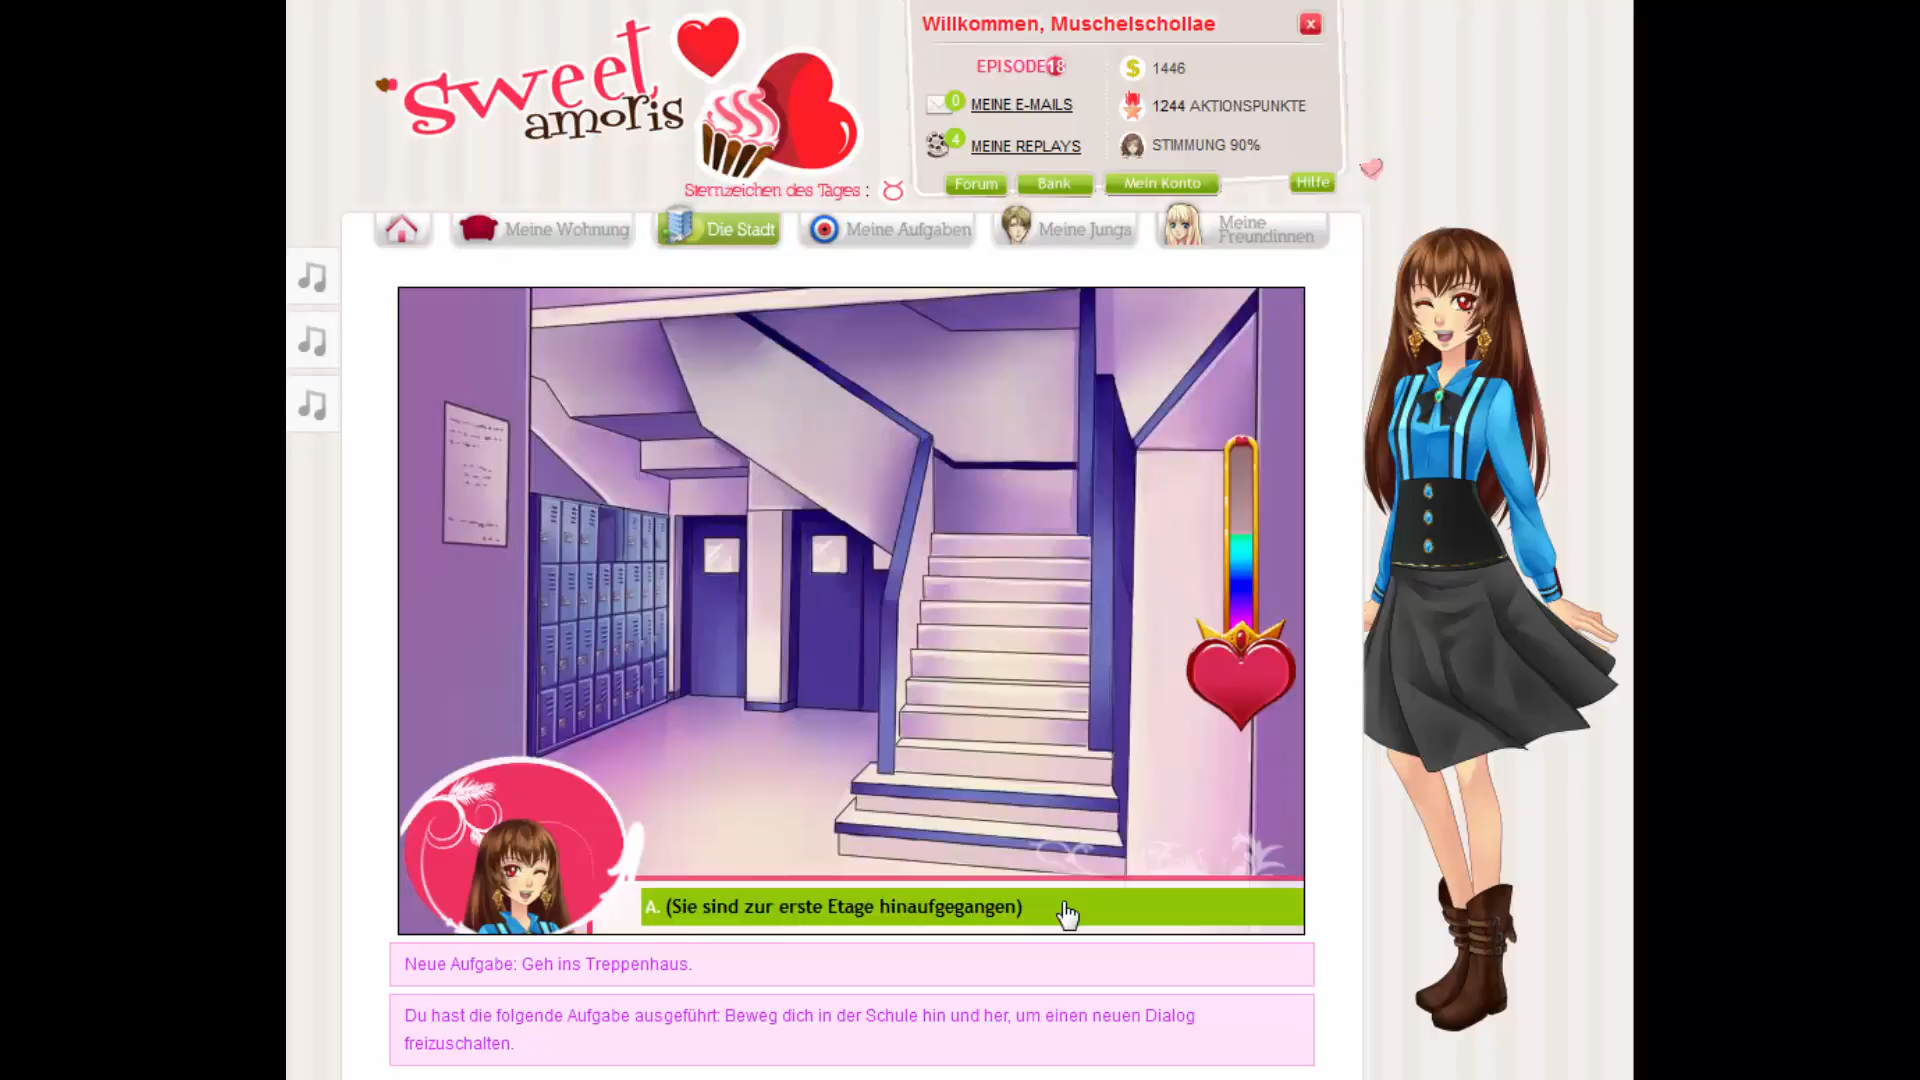 sweet
amoris
Sternzeichen des Tages :
Willkommen, Muschelschollae
x
EPISODE 18
$ 1446
0 MEINE E-MAILS
1244 AKTIONSPUNKTE
4 MEINE REPLAYS
STIMMUNG 90%
Forum
Bank
Mein Konto
Hilfe
Meine Wohnung
Die Stadt
Meine Aufgaben
Meine Jungs
Meine
Freundinnen
A. (Sie sind zur erste Etage hinaufgegangen)
Neue Aufgabe: Geh ins Treppenhaus.
Du hast die folgende Aufgabe ausgeführt: Beweg dich in der Schule hin und her, um einen neuen Dialog
freizuschalten.